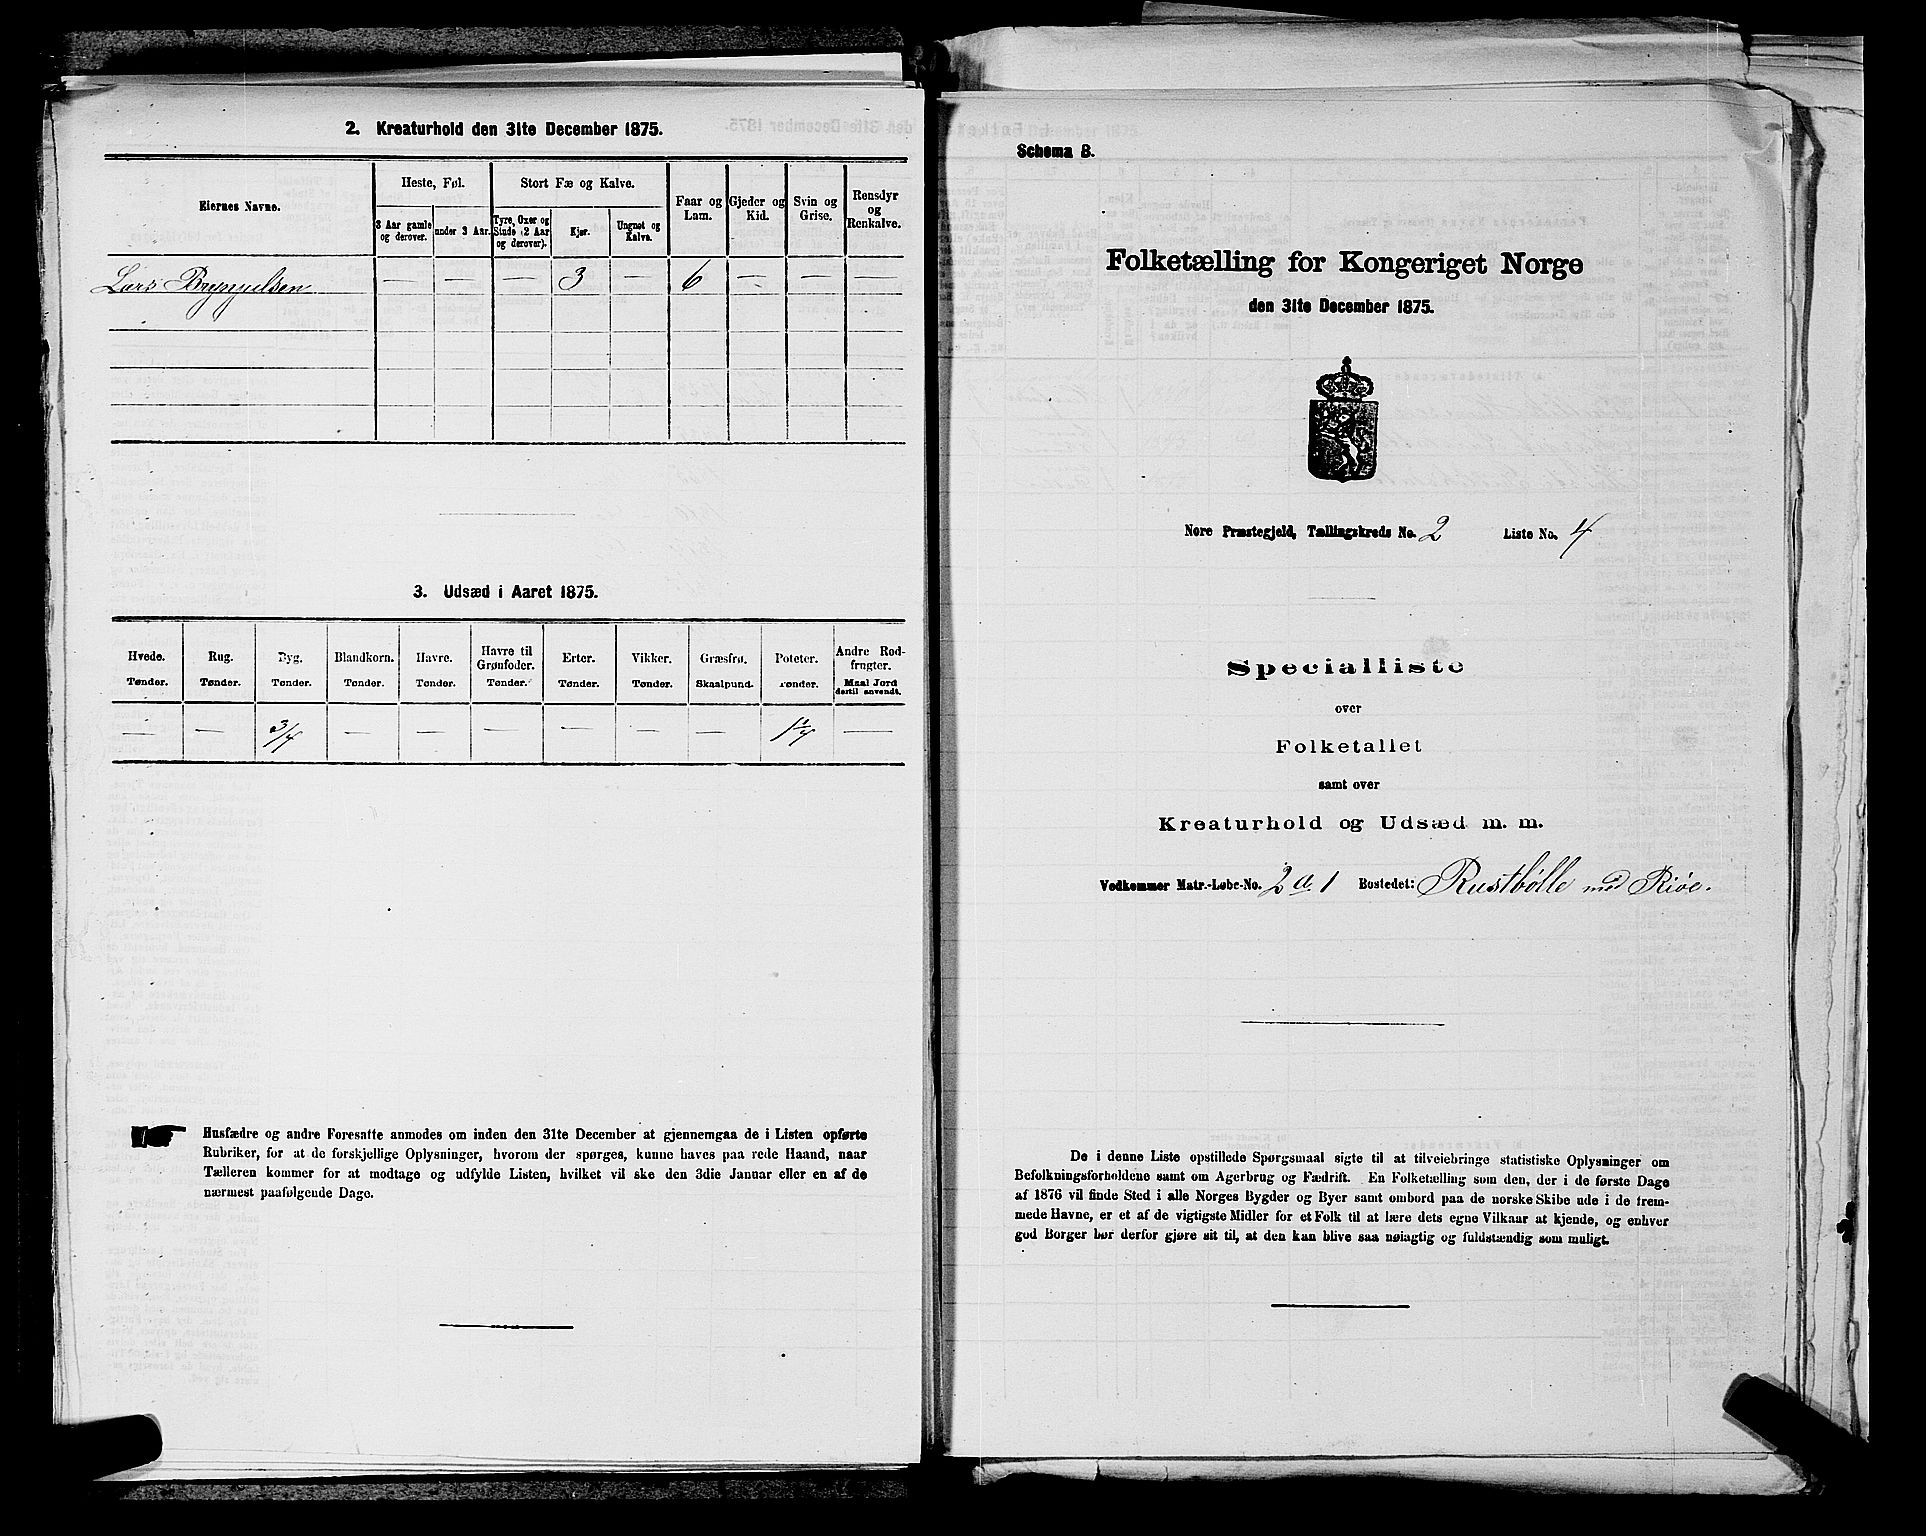 2. Kreaturhold den 31te December 1875.
Eiernes Navne.
Heste, Føl.
3 Aar gamle og derover.
under 3 Aar.
Stort Fæ og Kalve.
Tyre, Oxer og Stude (2 Aar og derover).
Kjør.
Ungnøt og Kalve.
Faar og Lam.
Gjeder og Kid.
Svin og Grise.
Rensdyr og Renkalve.
Lars Brynjulsen — — — 3 — 6 — — —
3. Udsæd i Aaret 1875.
Hvede. Rug. Byg. Blandkorn. Havre. Havre til Grønfoder. Erter. Vikker. Græsfrø. Poteter. Andre Rodfrugter.
Tønder. Tønder. Tønder. Tønder. Tønder. Tønder. Tønder. Tønder. Skaalpund. Tønder. Maal Jord dertil anvendt.
— — 3/4 — — — — — — 1 1/4 —
Husfædre og andre Foresatte anmodes om inden den 31te December at gjennemgaa de i Listen opførte
Rubriker, for at de forskjellige Oplysninger, hvorom der spørges, kunne haves paa rede Haand, naar
Tælleren kommer for at modtage og udfylde Listen, hvilket vil ske den 3die Januar eller en af de
nærmest paafølgende Dage.
Schema B.
Folketælling for Kongeriget Norge
den 31te December 1875.
Nore Præstegjeld, Tællingskreds No. 2 Liste No. 4
Specialliste
over
Folketallet
samt over
Kreaturhold og Udsæd m. m.
Vedkommer Matr.-Løbe-No. 2 a. 1 Bostedet: Rustbølle med Riøe.
De i denne Liste opstillede Spørgsmaal sigte til at tilveiebringe statistiske Oplysninger om
Befolkningsforholdene samt om Agerbrug og Fædrift. En Folketælling som den, der i de første Dage
af 1876 vil finde Sted i alle Norges Bygder og Byer samt ombord paa de norske Skibe ude i de frem-
mede Havne, er et af de vigtigste Midler for et Folk til at lære dets egne Vilkaar at kjende, og enhver
god Borger bør derfor gjøre sit til, at den kan blive saa nøiagtig og fuldstændig som muligt.